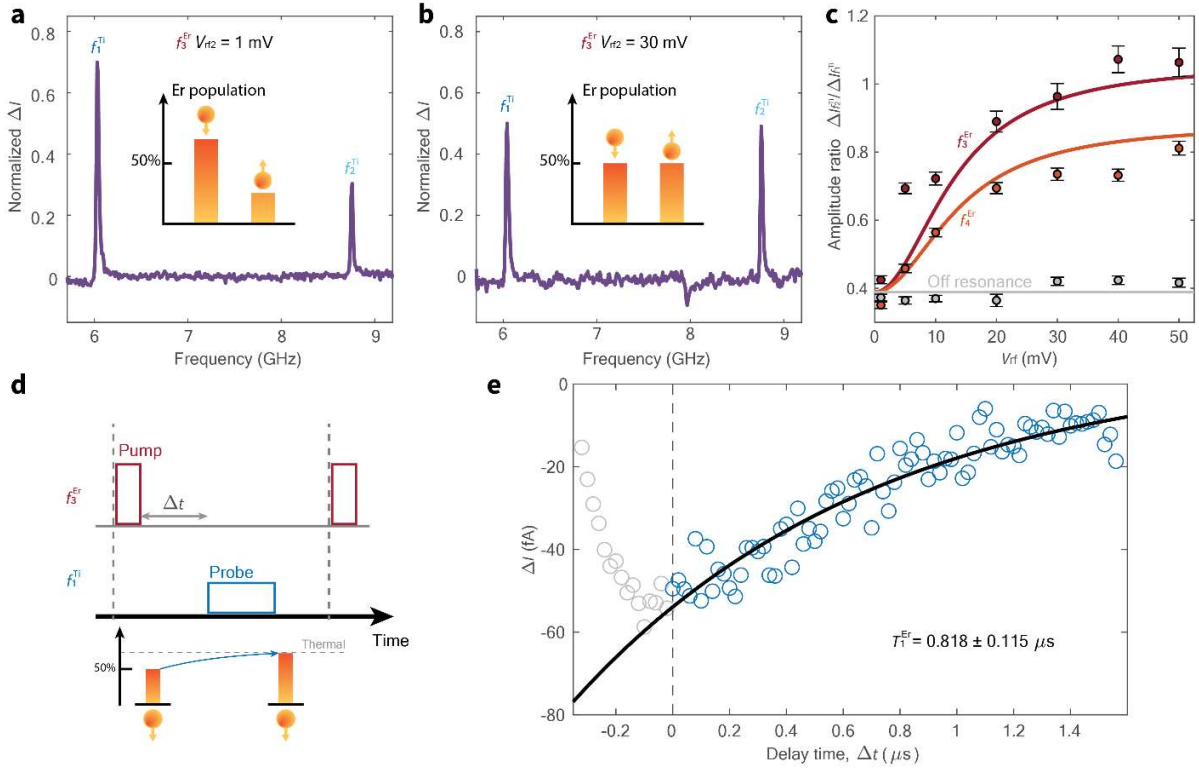 a
f₃ᴱʳ Vrf2 = 1 mV
f₁ᵀⁱ
f₂ᵀⁱ
Er population
50%
Normalized ΔI
0.8
0.6
0.4
0.2
0
6
7
8
9
Frequency (GHz)
b
f₃ᴱʳ Vrf2 = 30 mV
f₁ᵀⁱ
f₂ᵀⁱ
Er population
50%
Normalized ΔI
0.8
0.6
0.4
0.2
0
6
7
8
9
Frequency (GHz)
c
Amplitude ratio ΔIf₂ᵀⁱ/ΔIf₁ᵀⁱ
1.2
1
0.8
0.6
0.4
f₃ᴱʳ
f₄ᴱʳ
Off resonance
0
10
20
30
40
50
Vrf (mV)
d
Pump
f₃ᴱʳ
Δt
f₁ᵀⁱ
Probe
Time
Thermal
50%
e
ΔI (fA)
0
-20
-40
-60
-80
T₁ᴱʳ = 0.818 ± 0.115 μs
-0.2
0
0.2
0.4
0.6
0.8
1
1.2
1.4
Delay time, Δt (μs)